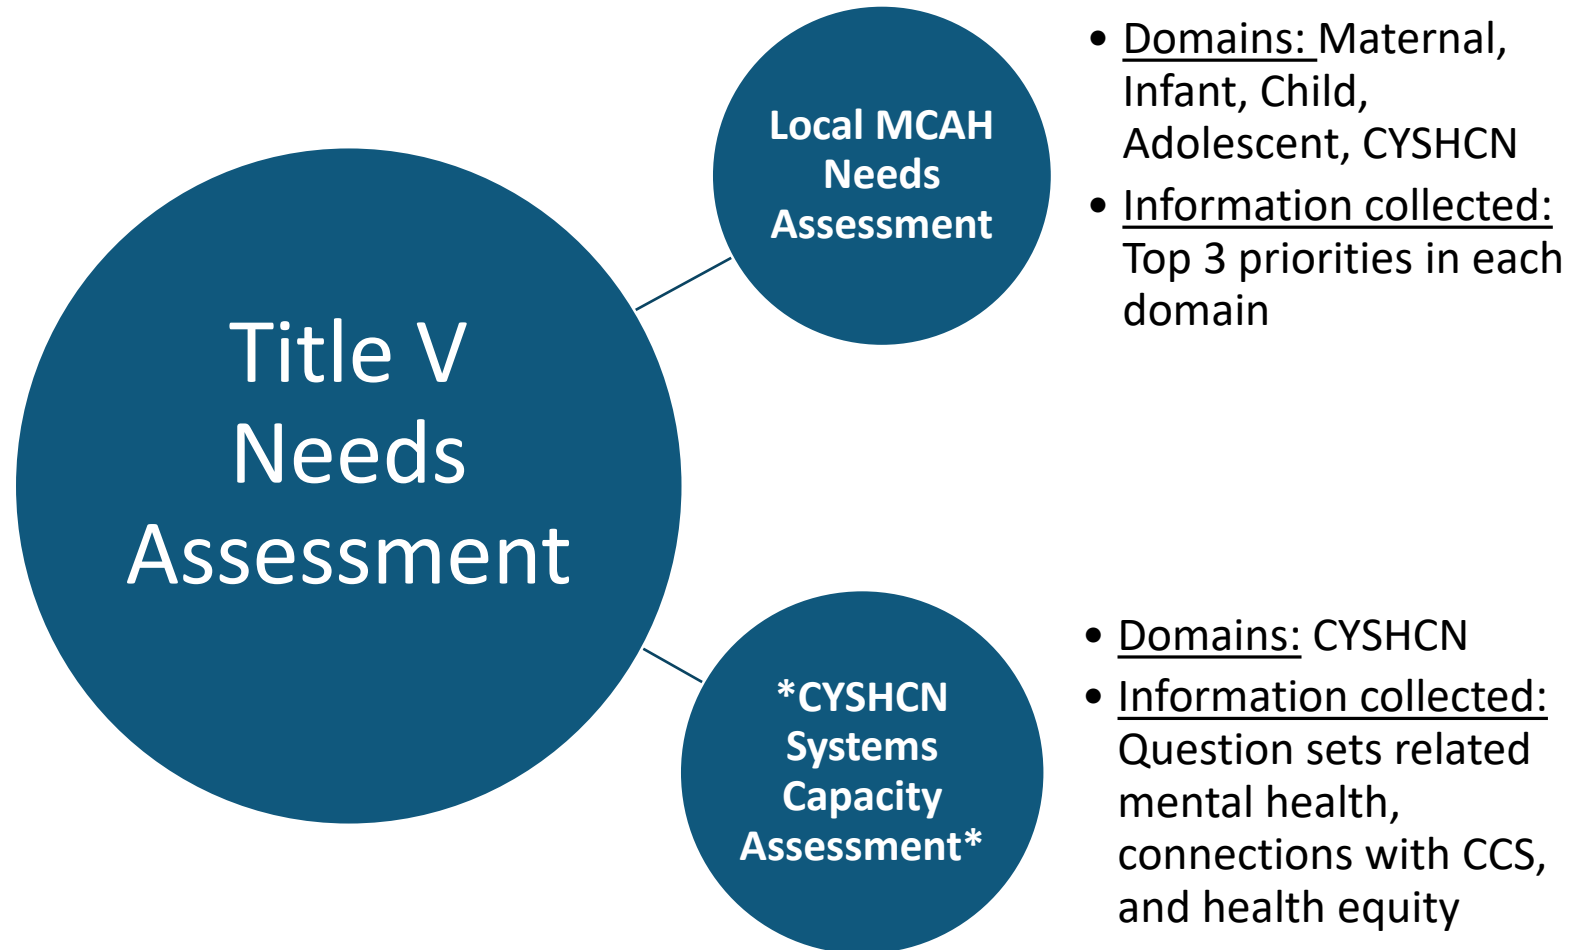 Title V
Needs
Assessment
Local MCAH
Needs
Assessment
• Domains: Maternal,
Infant, Child,
Adolescent, CYSHCN
• Information collected:
Top 3 priorities in each
domain
*CYSHCN
Systems
Capacity
Assessment*
• Domains: CYSHCN
• Information collected:
Question sets related
mental health,
connections with CCS,
and health equity